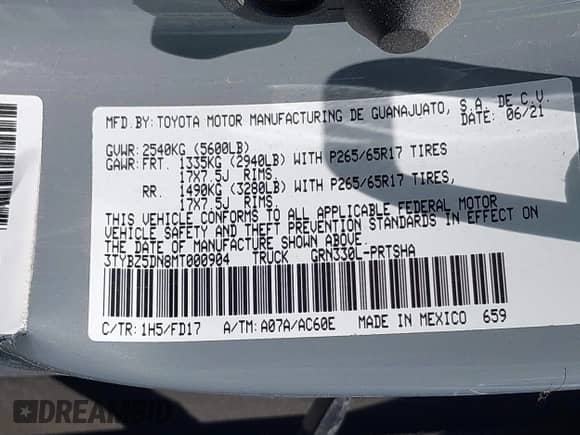 MFD BY: TOYOTA MOTOR MANUFACTURING DE GUANAJUATO, S.A. DE C.V.
DATE: 06/21
GVWR: 2540KG (5600LB)
GAWR: FRT. 1335KG (2940LB) WITH P265/65R17 TIRES
17X7.5J RIMS.
RR. 1490KG (3280LB) WITH P265/65R17 TIRES,
17X7.5J RIMS.
THIS VEHICLE CONFORMS TO ALL APPLICABLE FEDERAL MOTOR
VEHICLE SAFETY AND THEFT PREVENTION STANDARDS IN EFFECT ON
THE DATE OF MANUFACTURE SHOWN ABOVE.
3TYBZ5DN8MT000904 TRUCK GRN330L-PRTSHA
C/TR: 1H5/FD17 A/TM: A07A/AC60E MADE IN MEXICO 659
DREAMBID